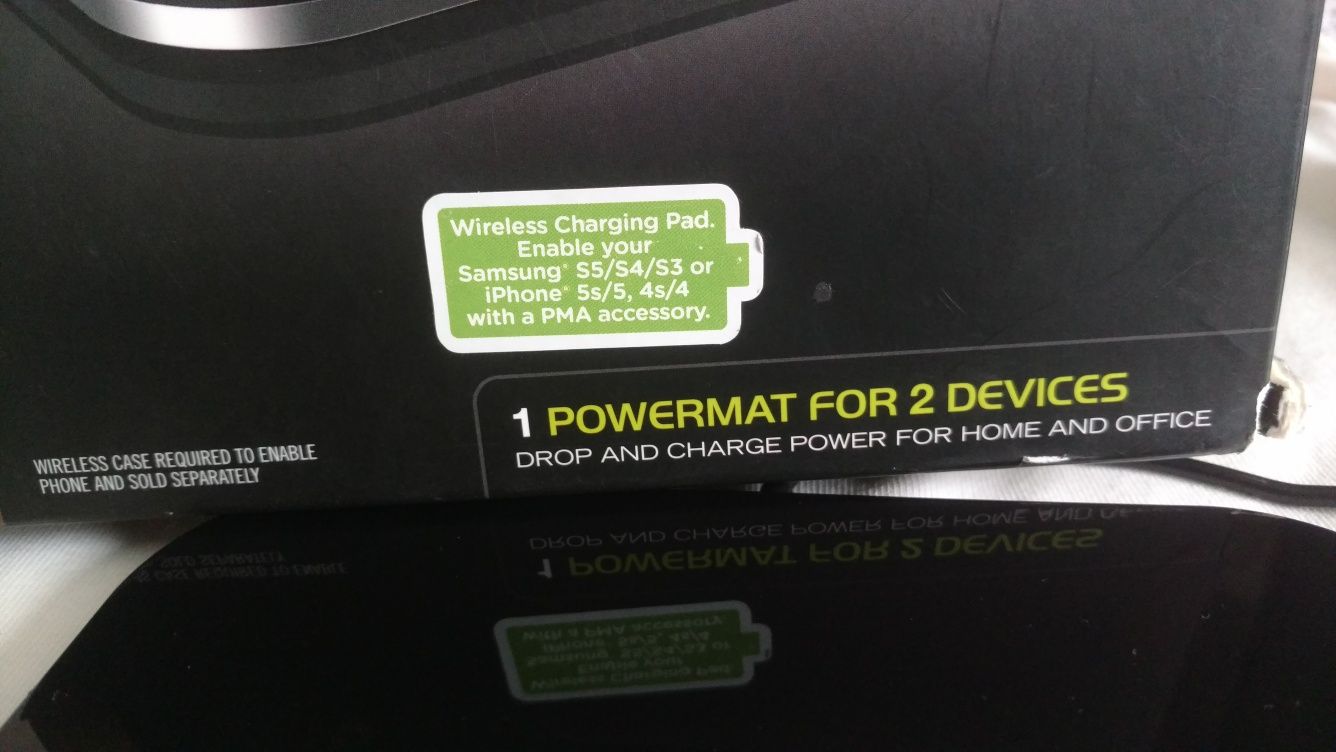 Wireless Charging Pad.
Enable your
Samsung® S5/S4/S3 or
iPhone® 5s/5, 4s/4
with a PMA accessory.
1 POWERMAT FOR 2 DEVICES
DROP AND CHARGE POWER FOR HOME AND OFFICE
WIRELESS CASE REQUIRED TO ENABLE
PHONE AND SOLD SEPARATELY